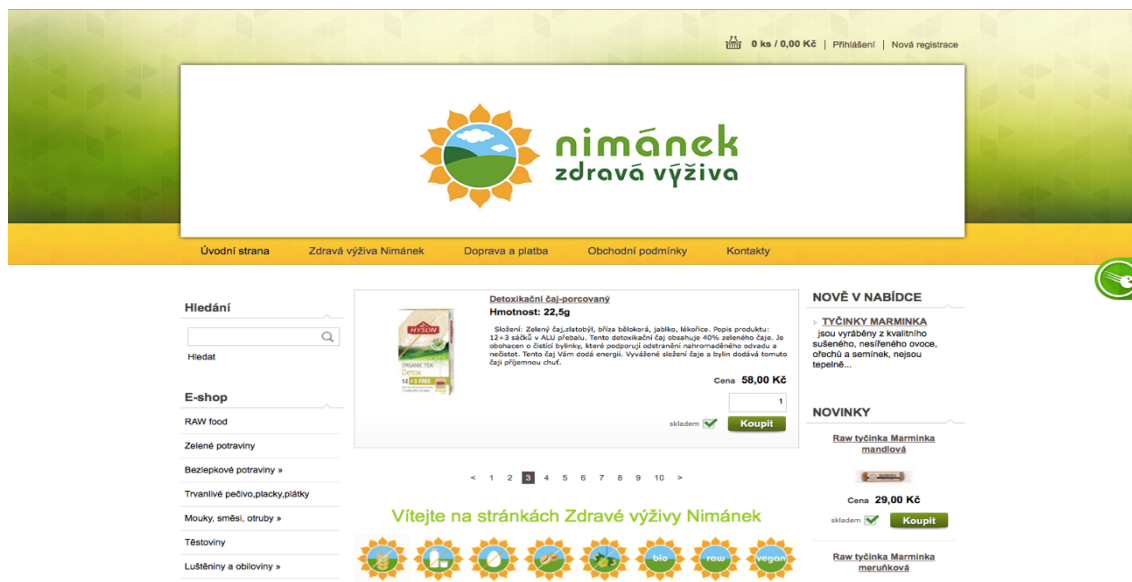 0 ks / 0,00 Kč | Přihlášení | Nová registrace
nimánek
zdravá výživa
Úvodní strana Zdravá výživa Nimánek Doprava a platba Obchodní podmínky Kontakty
Hledání
Hledat
E-shop
RAW food
Zelené potraviny
Bezlepkové potraviny »
Trvanlivé pečivo,placky,plátky
Mouky, směsi, otruby »
Těstoviny
Luštěniny a obiloviny »
Detoxikační čaj-porcovaný
Hmotnost: 22,5g
Složení: Zelený čaj,zlatobýl, bříza bělokorá, jablko, lékořice. Popis produktu:
12+3 sáčků v ALU přebalu. Tento detoxikační čaj obsahuje 40% zeleného čaje. Je
obohacen o čistící bylinky, které podporují odstranění nahromaděného odvadu a
nečistot. Tento čaj Vám dodá energii. Vyvážené složení čaje a bylin dodává tomuto
čaji příjemnou chuť.
HYSON
ORGANIC TEA
Detox
12 +3 FREE
Cena 58,00 Kč
1
skladem Koupit
< 1 2 3 4 5 6 7 8 9 10 >
Vítejte na stránkách Zdravé výživy Nimánek
bio raw vegan
NOVĚ V NABÍDCE
TYČINKY MARMINKA
jsou vyráběny z kvalitního
sušeného, nesířeného ovoce,
ořechů a semínek, nejsou
tepelně...
NOVINKY
Raw tyčinka Marminka
mandlová
Cena 29,00 Kč
skladem Koupit
Raw tyčinka Marminka
meruňková